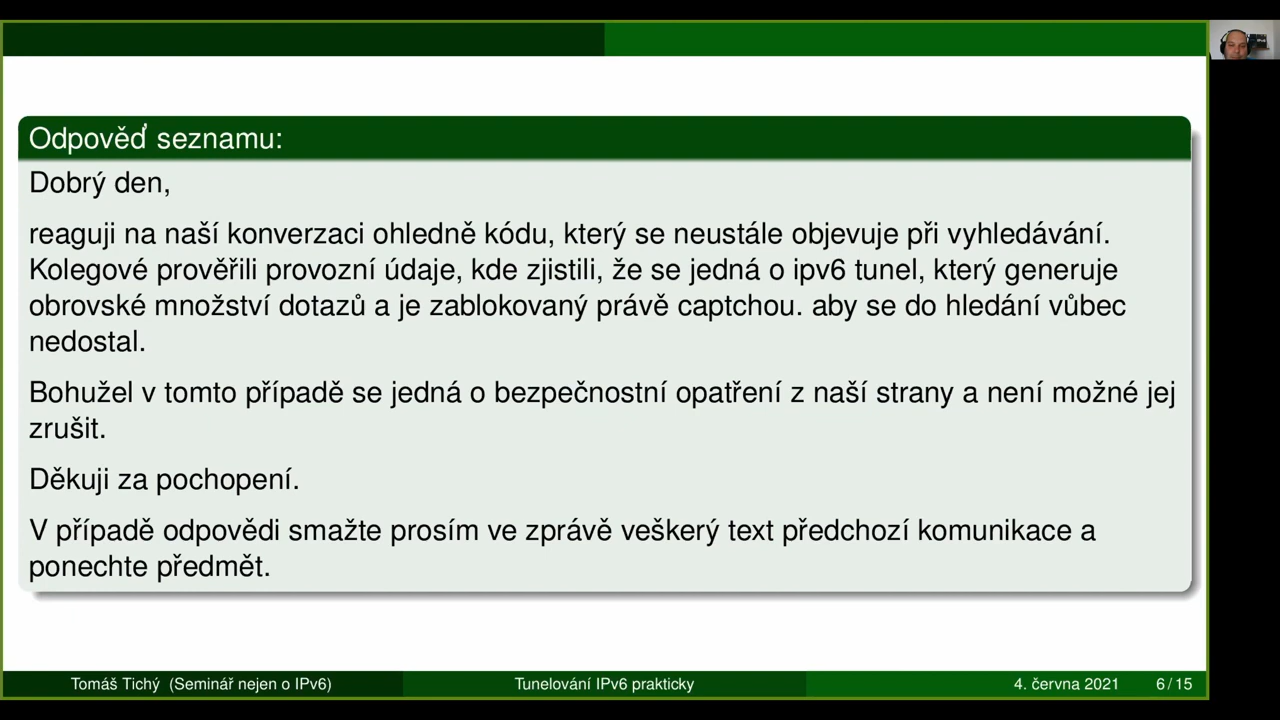 Odpověď seznamu:
Dobrý den,
reaguji na naší konverzaci ohledně kódu, který se neustále objevuje při vyhledávání.
Kolegové prověřili provozní údaje, kde zjistili, že se jedná o ipv6 tunel, který generuje
obrovské množství dotazů a je zablokovaný právě captchou. aby se do hledání vůbec
nedostal.
Bohužel v tomto případě se jedná o bezpečnostní opatření z naší strany a není možné jej
zrušit.
Děkuji za pochopení.
V případě odpovědi smažte prosím ve zprávě veškerý text předchozí komunikace a
ponechte předmět.
Tomáš Tichý (Seminář nejen o IPv6)
Tunelování IPv6 prakticky
4. června 2021
6 / 15